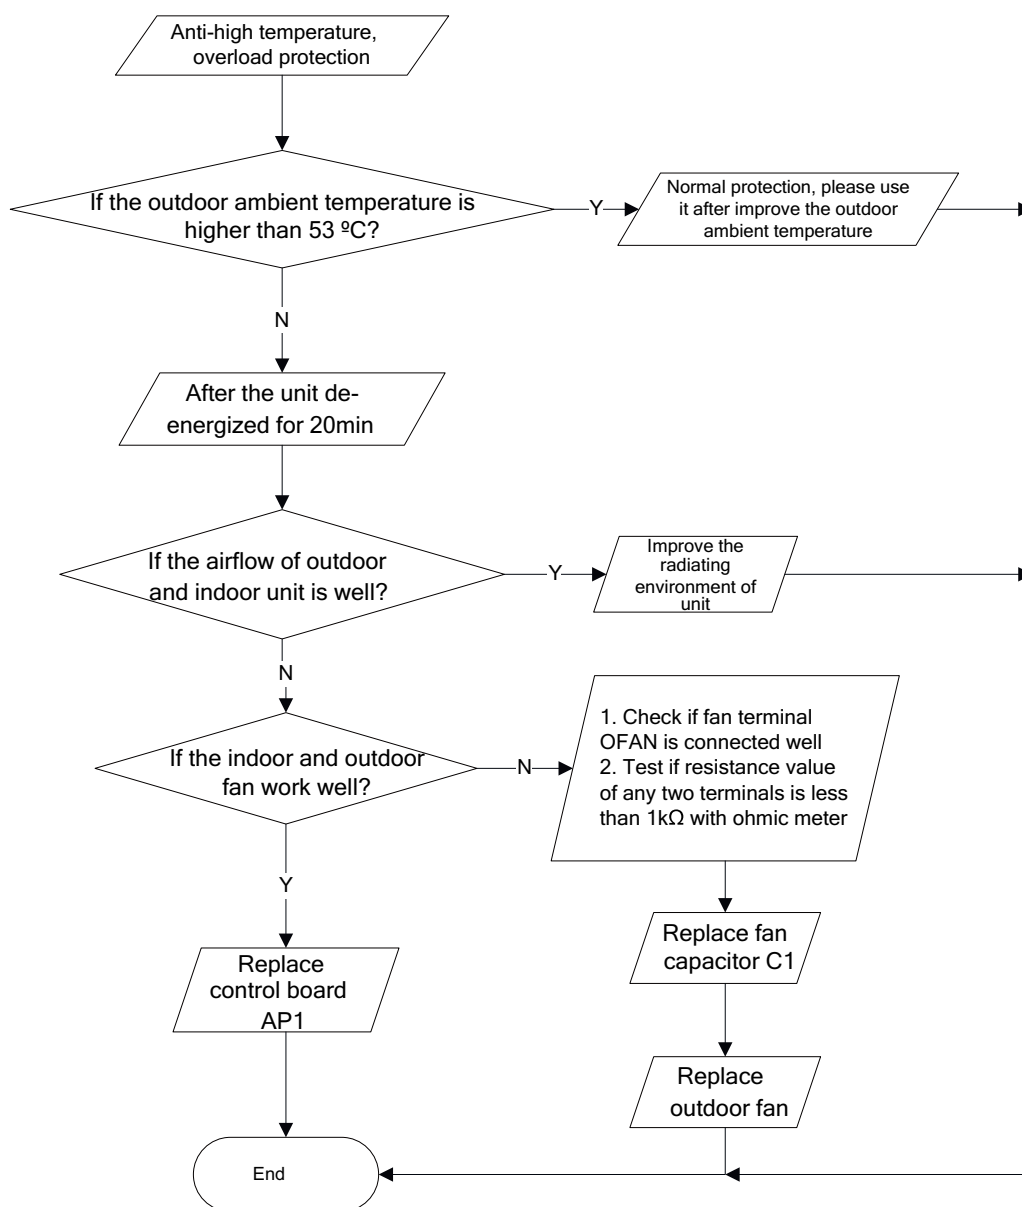 Anti-high temperature,
overload protection
If the outdoor ambient temperature is
higher than 53 ºC?
Y
Normal protection, please use
it after improve the outdoor
ambient temperature
N
After the unit de-
energized for 20min
If the airflow of outdoor
and indoor unit is well?
Y
Improve the
radiating
environment of
unit
N
If the indoor and outdoor
fan work well?
N
1. Check if fan terminal
OFAN is connected well
2. Test if resistance value
of any two terminals is less
than 1kΩ with ohmic meter
Y
Replace fan
capacitor C1
Replace
control board
AP1
Replace
outdoor fan
End